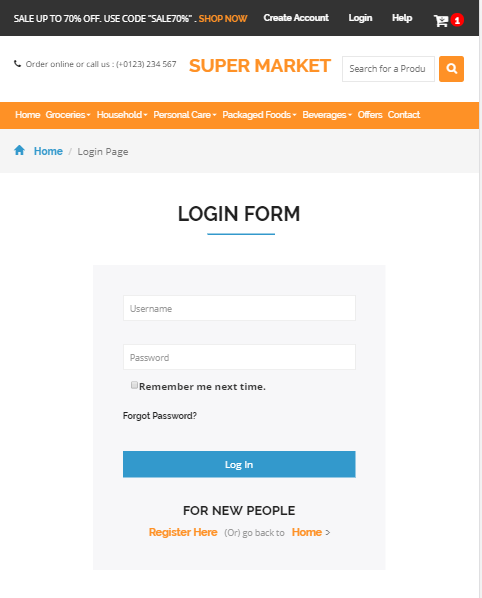 SALE UP TO 70% OFF. USE CODE "SALE70%" . SHOP NOW Create Account Login Help 1
Order online or call us : (+0123) 234 567 SUPER MARKET Search for a Produ
Home Groceries Household Personal Care Packaged Foods Beverages Offers Contact
Home / Login Page
LOGIN FORM
Username
Password
Remember me next time.
Forgot Password?
Log In
FOR NEW PEOPLE
Register Here (Or) go back to Home >